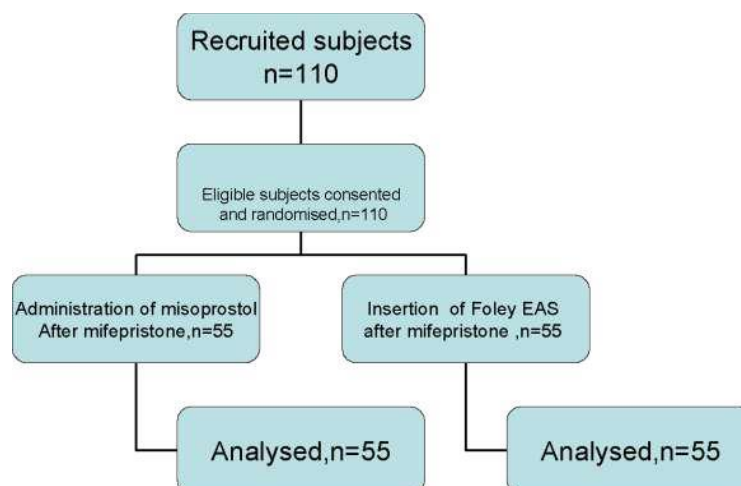 Recruited subjects
n=110
Eligible subjects consented
and randomised,n=110
Administration of misoprostol
After mifepristone,n=55
Insertion of Foley EAS
after mifepristone ,n=55
Analysed,n=55
Analysed,n=55